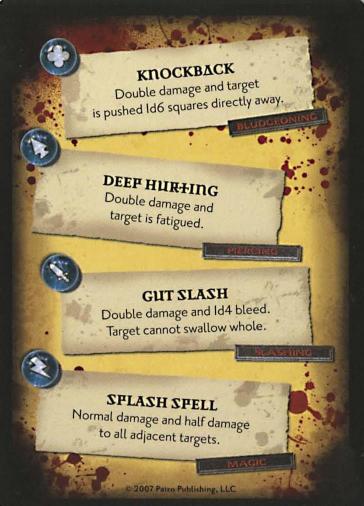 KNOCKBACK
Double damage and target
is pushed 1d6 squares directly away.
BLUDGEONING
DEEP HURTING
Double damage and
target is fatigued.
PIERCING
GUT SLASH
Double damage and 1d4 bleed.
Target cannot swallow whole.
SLASHING
SPLASH SPELL
Normal damage and half damage
to all adjacent targets.
MAGIC
© 2007 Paizo Publishing, LLC